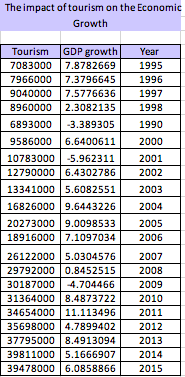 The impact of tourism on the Economic
Growth
Tourism GDP growth Year
7083000 7.8782669 1995
7966000 7.3796645 1996
9040000 7.5776636 1997
8960000 2.3082135 1998
6893000 -3.389305 1990
9586000 6.6400611 2000
10783000 -5.962311 2001
12790000 6.4302786 2002
13341000 5.6082551 2003
16826000 9.6443226 2004
20273000 9.0098533 2005
18916000 7.1097034 2006
26122000 5.0304576 2007
29792000 0.8452515 2008
30187000 -4.704466 2009
31364000 8.4873722 2010
34654000 11.113496 2011
35698000 4.7899402 2012
37795000 8.4913094 2013
39811000 5.1666907 2014
39478000 6.0858866 2015